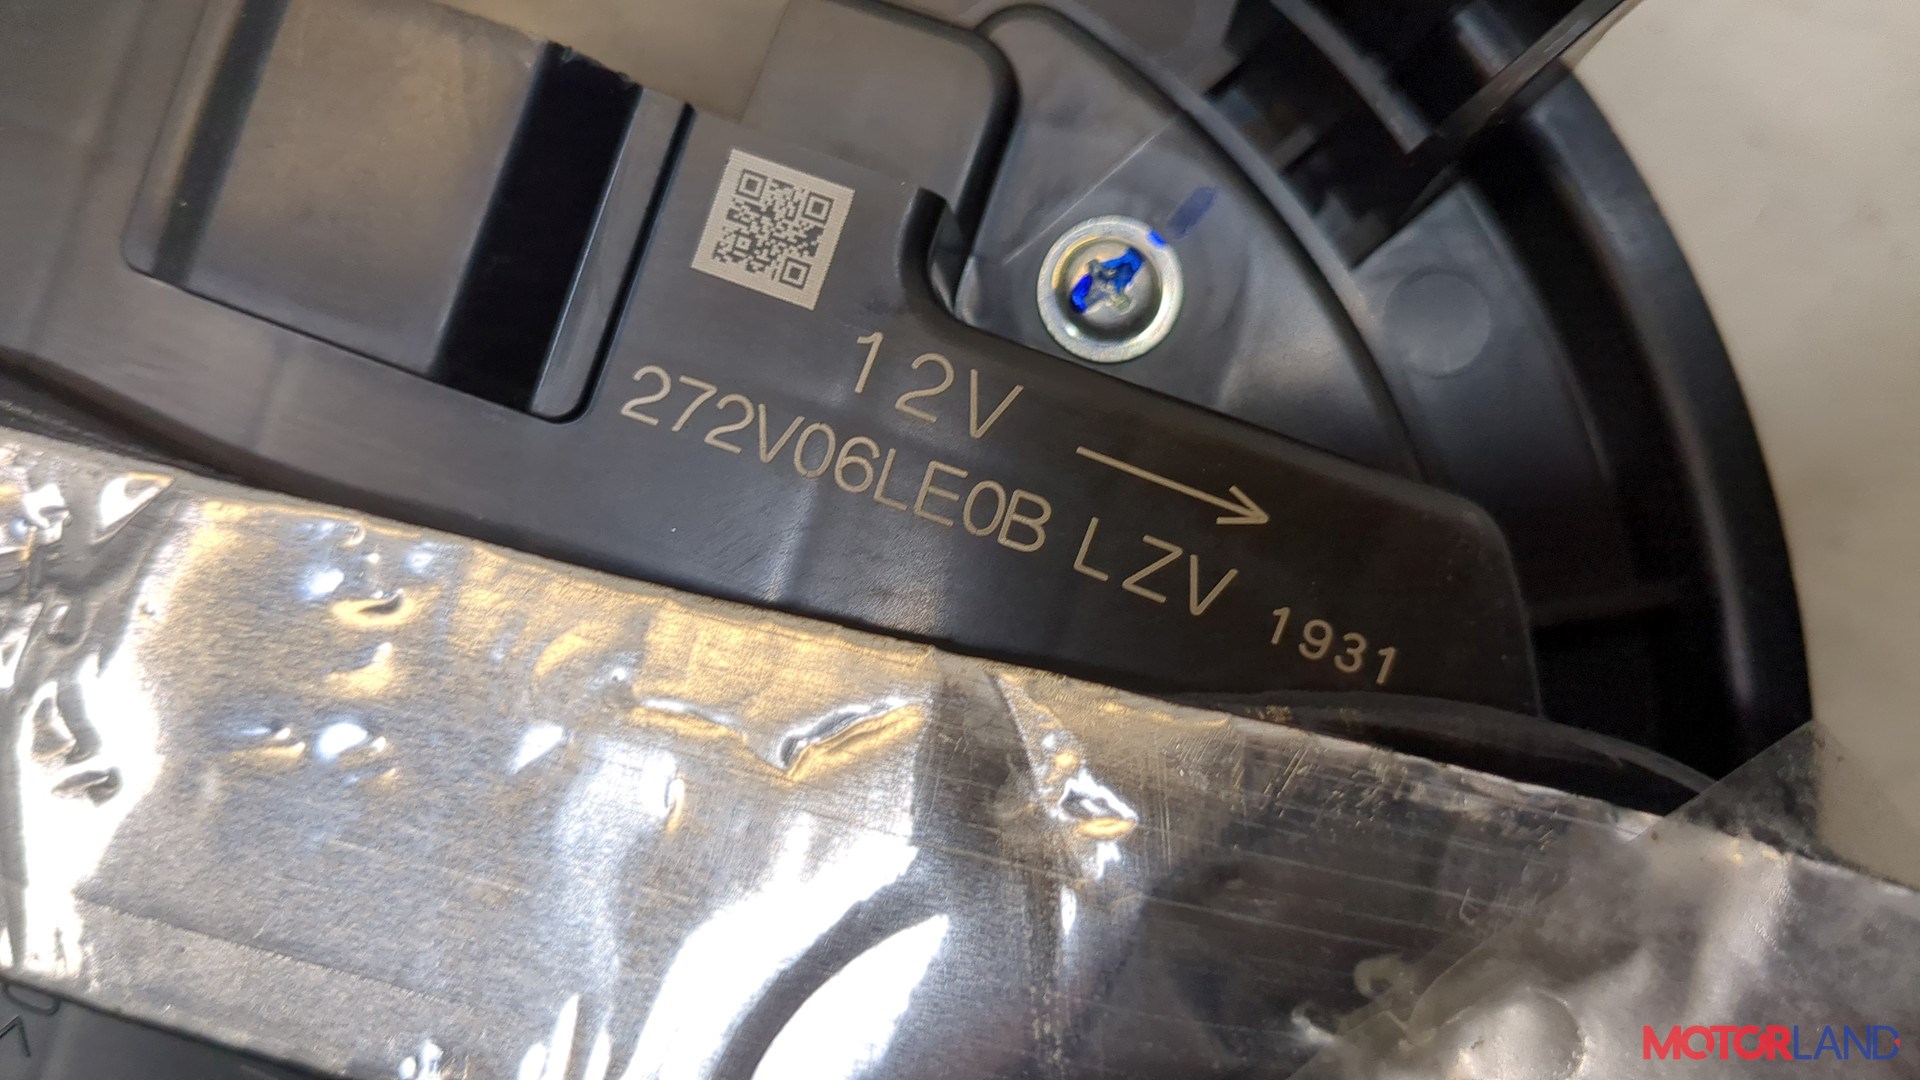 12V →
272V06LE0B LZV 1931
MOTORLAND